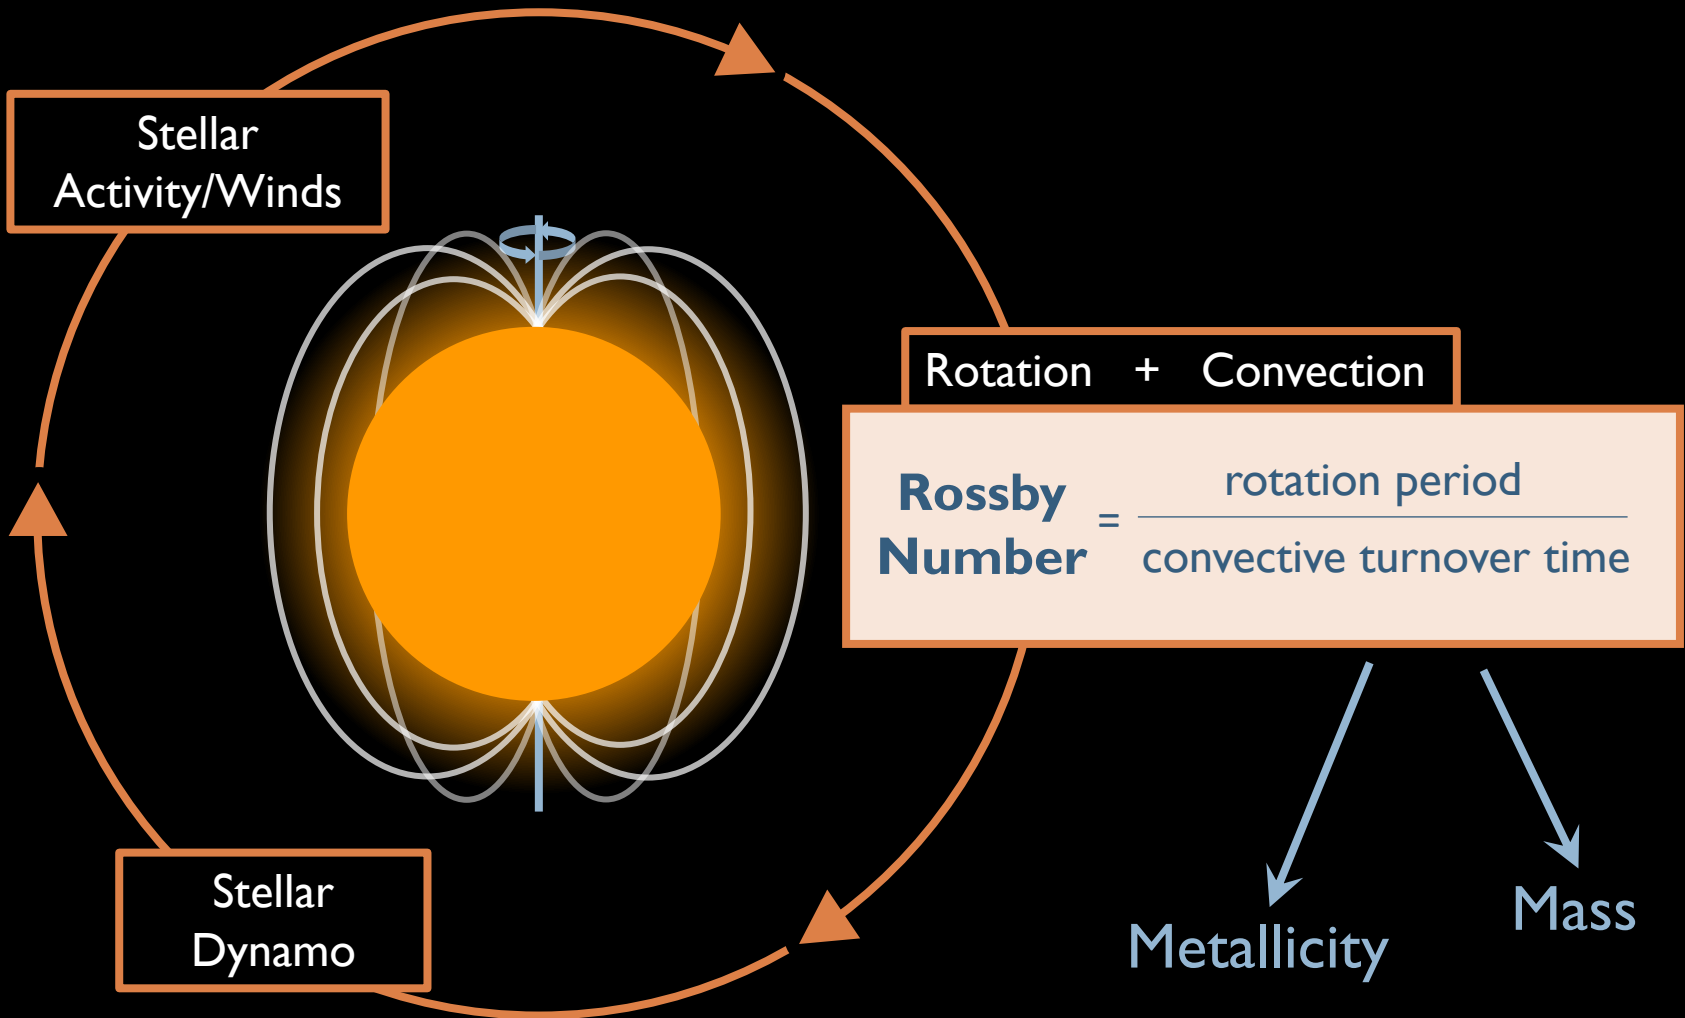 Stellar
Activity/Winds
Rotation + Convection
Rossby
Number
=
rotation period
convective turnover time
Stellar
Dynamo
Metallicity
Mass